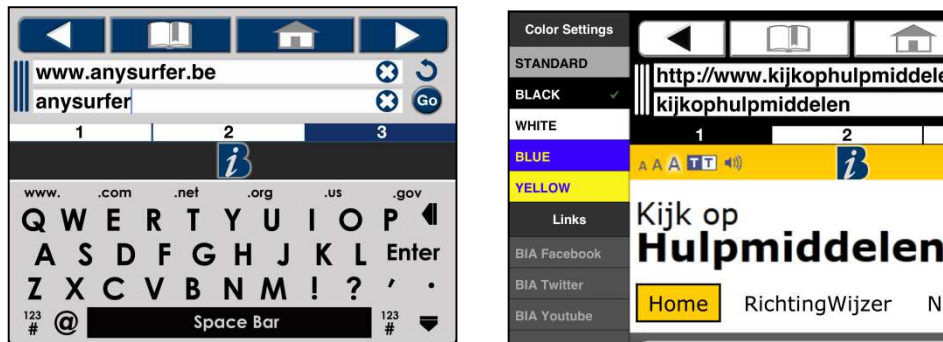 www.anysurfer.be
anysurfer Go
1 2 3
i
www. .com .net .org .us .gov
Q W E R T Y U I O P
A S D F G H J K L Enter
Z X C V B N M ! ? ' .
123 # @ Space Bar 123 #
Color Settings
STANDARD
BLACK
WHITE
BLUE
YELLOW
Links
BIA Facebook
BIA Twitter
BIA Youtube
http://www.kijkophulpmiddele
kijkophulpmiddelen
1 2
A A A T T i
Kijk op
Hulpmiddelen
Home RichtingWijzer N